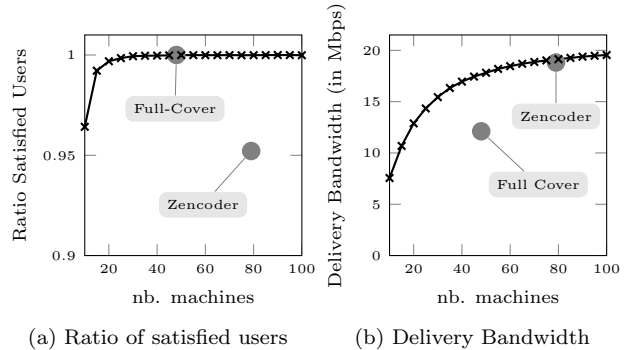 Ratio Satisfied Users
1
0.95
0.9
Full-Cover
Zencoder
20 40 60 80 100
nb. machines
(a) Ratio of satisfied users
Delivery Bandwidth (in Mbps)
20
15
10
5
0
Zencoder
Full Cover
20 40 60 80 100
nb. machines
(b) Delivery Bandwidth